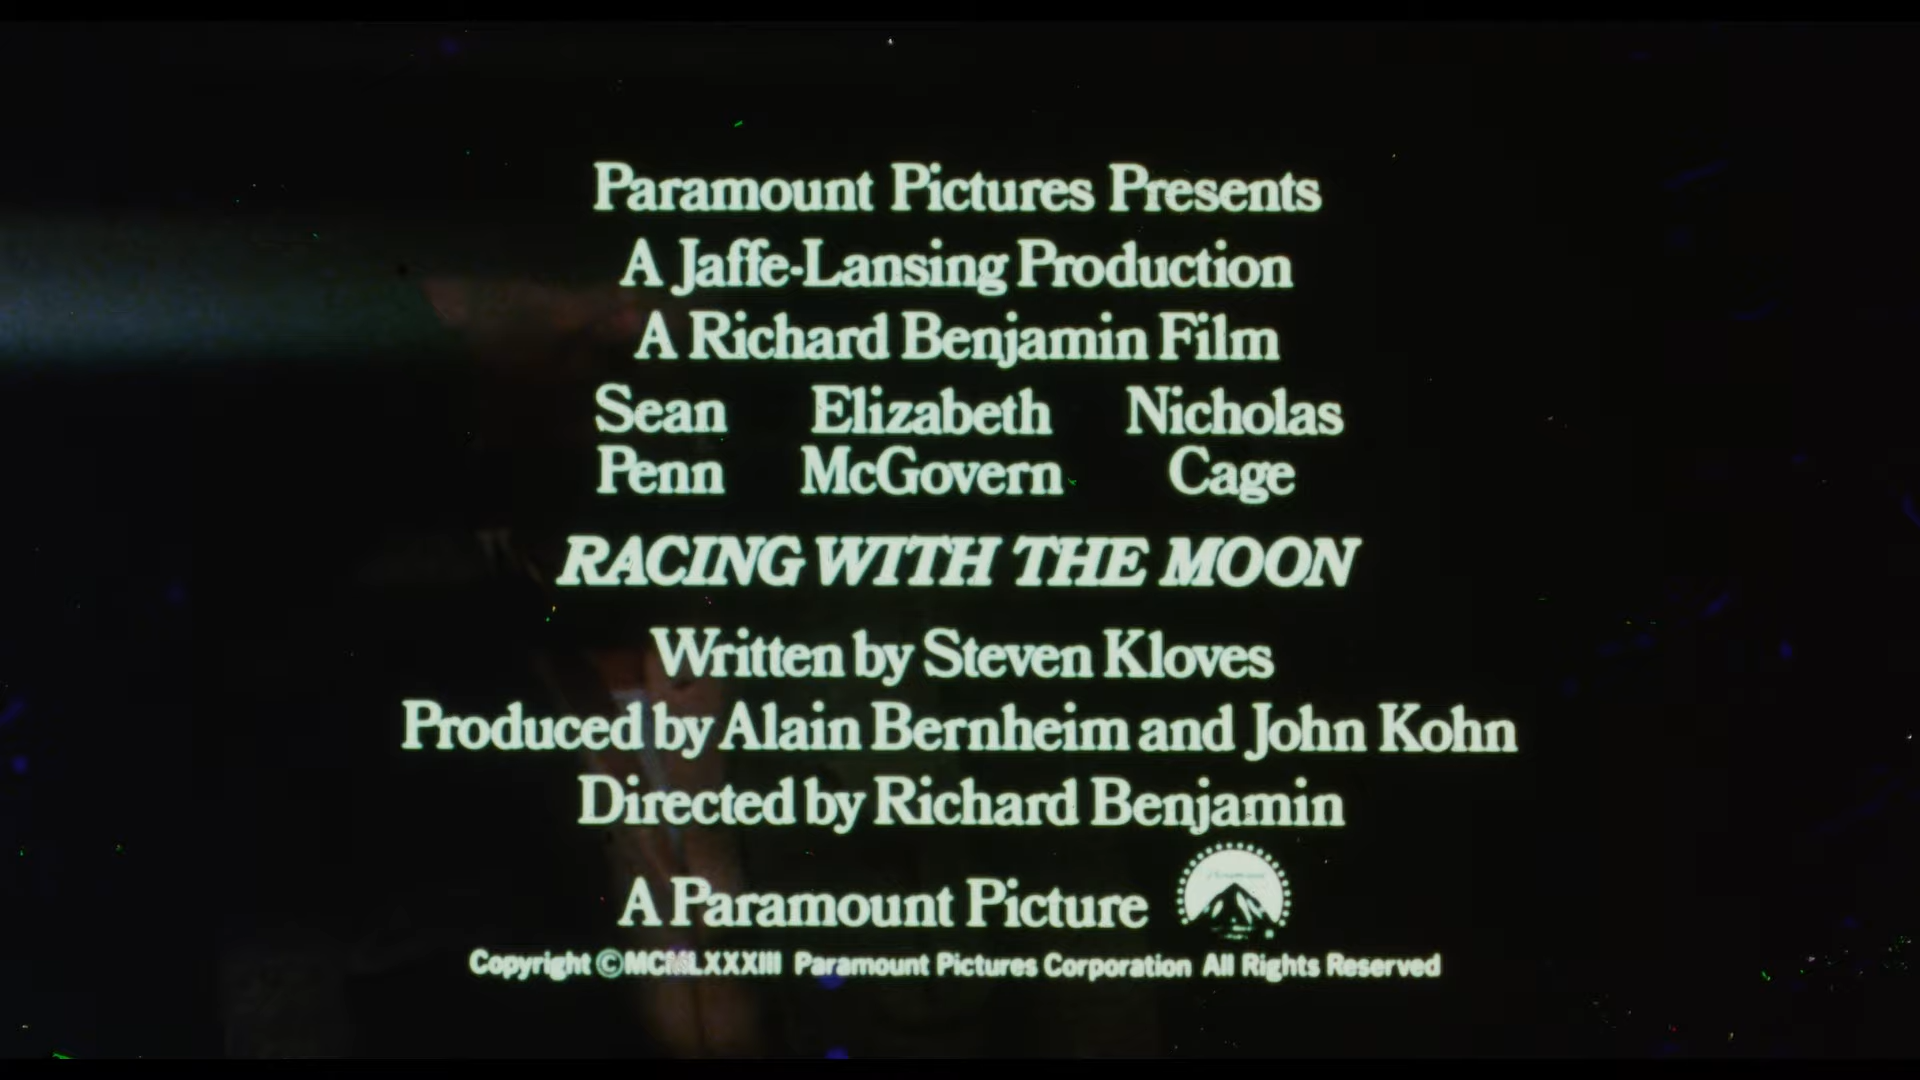 Paramount Pictures Presents
A Jaffe-Lansing Production
A Richard Benjamin Film
Sean Elizabeth Nicholas
Penn McGovern Cage
RACING WITH THE MOON
Written by Steven Kloves
Produced by Alain Bernheim and John Kohn
Directed by Richard Benjamin
A Paramount Picture
Copyright ©MCMLXXXIII Paramount Pictures Corporation All Rights Reserved